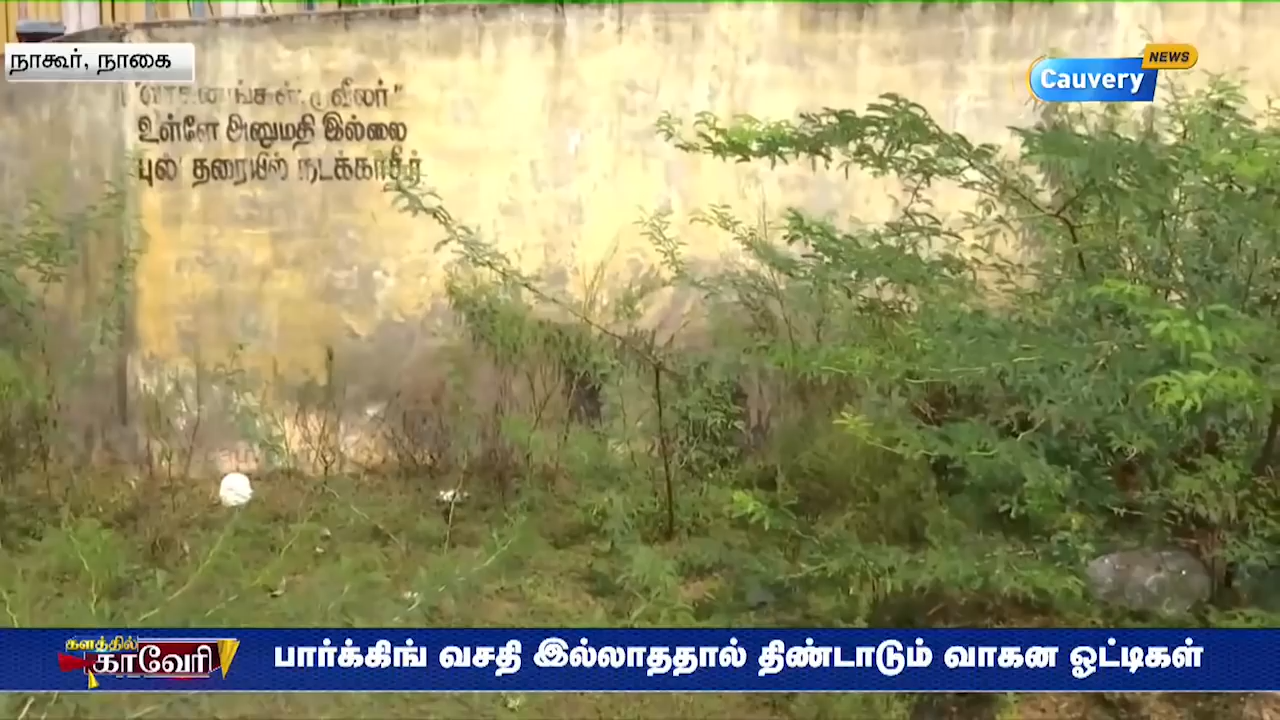 நாகூர், நாகை
Cauvery NEWS
உள்ளே அனுமதி இல்லை
புல் தரையில் நடக்காதீர்
களத்தில்
காவேரி
பார்க்கிங் வசதி இல்லாததால் திண்டாடும் வாகன ஓட்டிகள்